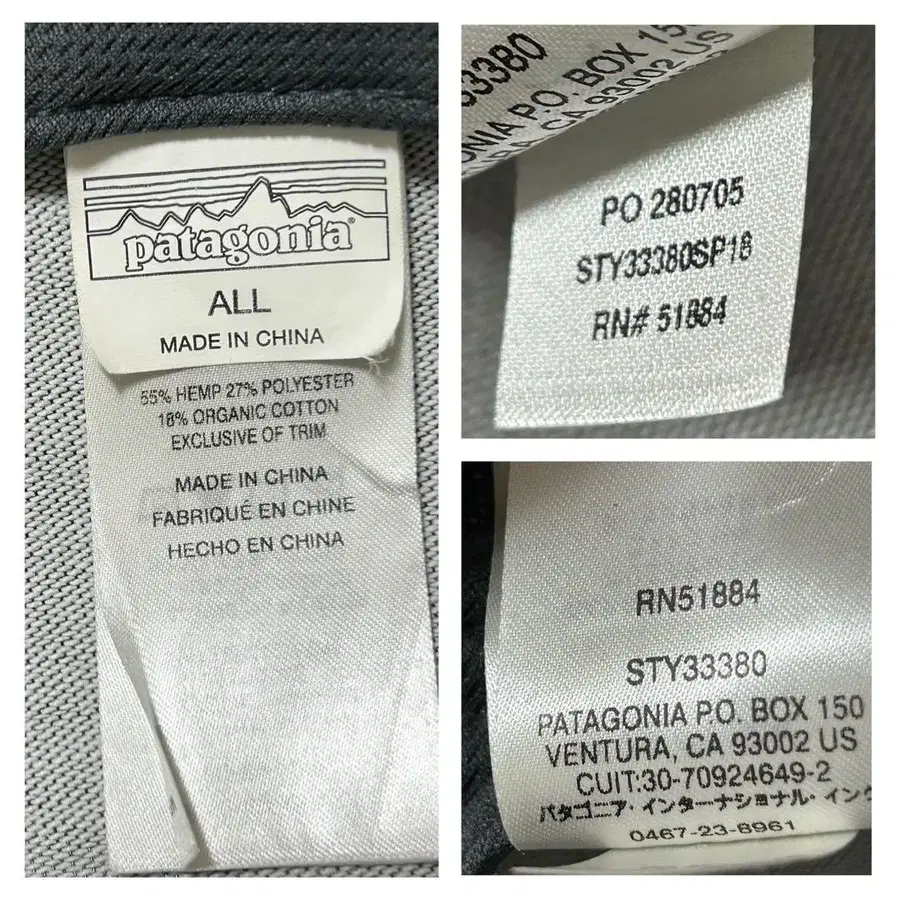 patagonia®
ALL
MADE IN CHINA
55% HEMP 27% POLYESTER
18% ORGANIC COTTON
EXCLUSIVE OF TRIM
MADE IN CHINA
FABRIQUÉ EN CHINE
HECHO EN CHINA
33380
ONIA P.O. BOX 15
RA, CA 93002 US
PO 280705
STY33380SP18
RN# 51884
RN51884
STY33380
PATAGONIA P.O. BOX 150
VENTURA, CA 93002 US
CUIT:30-70924649-2
パタゴニア・インターナショナル・インク
0467-23-8961